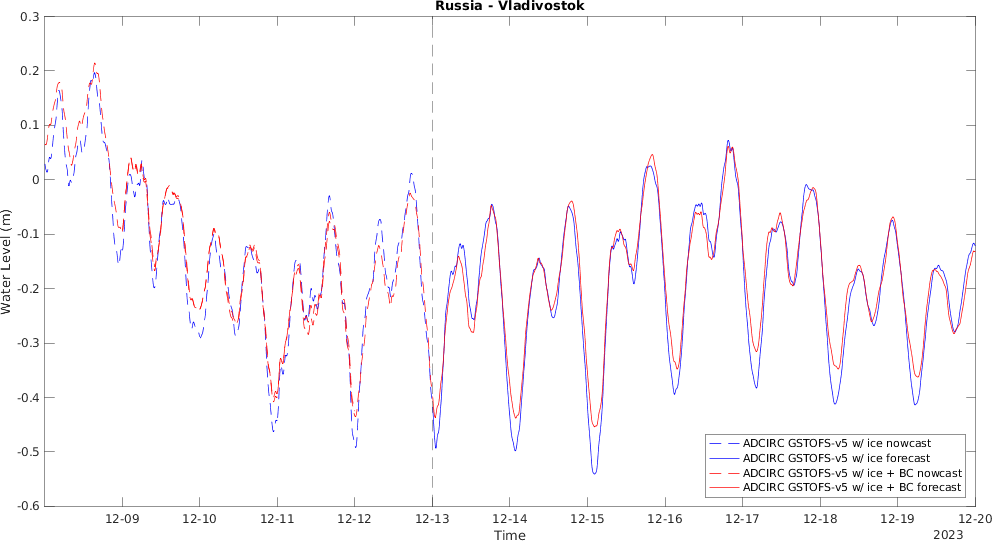 Russia - Vladivostok
0.3
0.2
0.1
0
-0.1
-0.2
-0.3
-0.4
-0.5
-0.6
Water Level (m)
ADCIRC GSTOFS-v5 w/ ice nowcast
ADCIRC GSTOFS-v5 w/ ice forecast
ADCIRC GSTOFS-v5 w/ ice + BC nowcast
ADCIRC GSTOFS-v5 w/ ice + BC forecast
12-09 12-10 12-11 12-12 12-13 12-14 12-15 12-16 12-17 12-18 12-19 12-20
Time
2023